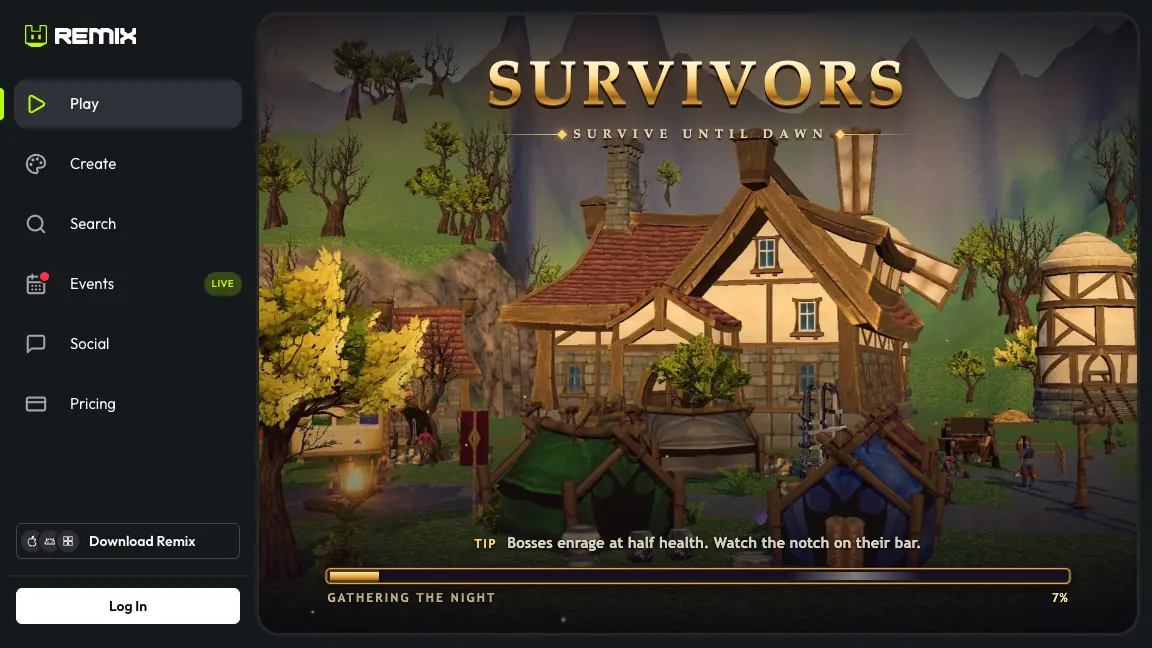 REMIX
Play
Create
Search
Events
LIVE
Social
Pricing
Download Remix
Log In
SURVIVORS
SURVIVE UNTIL DAWN
TIP Bosses enrage at half health. Watch the notch on their bar.
GATHERING THE NIGHT
7%